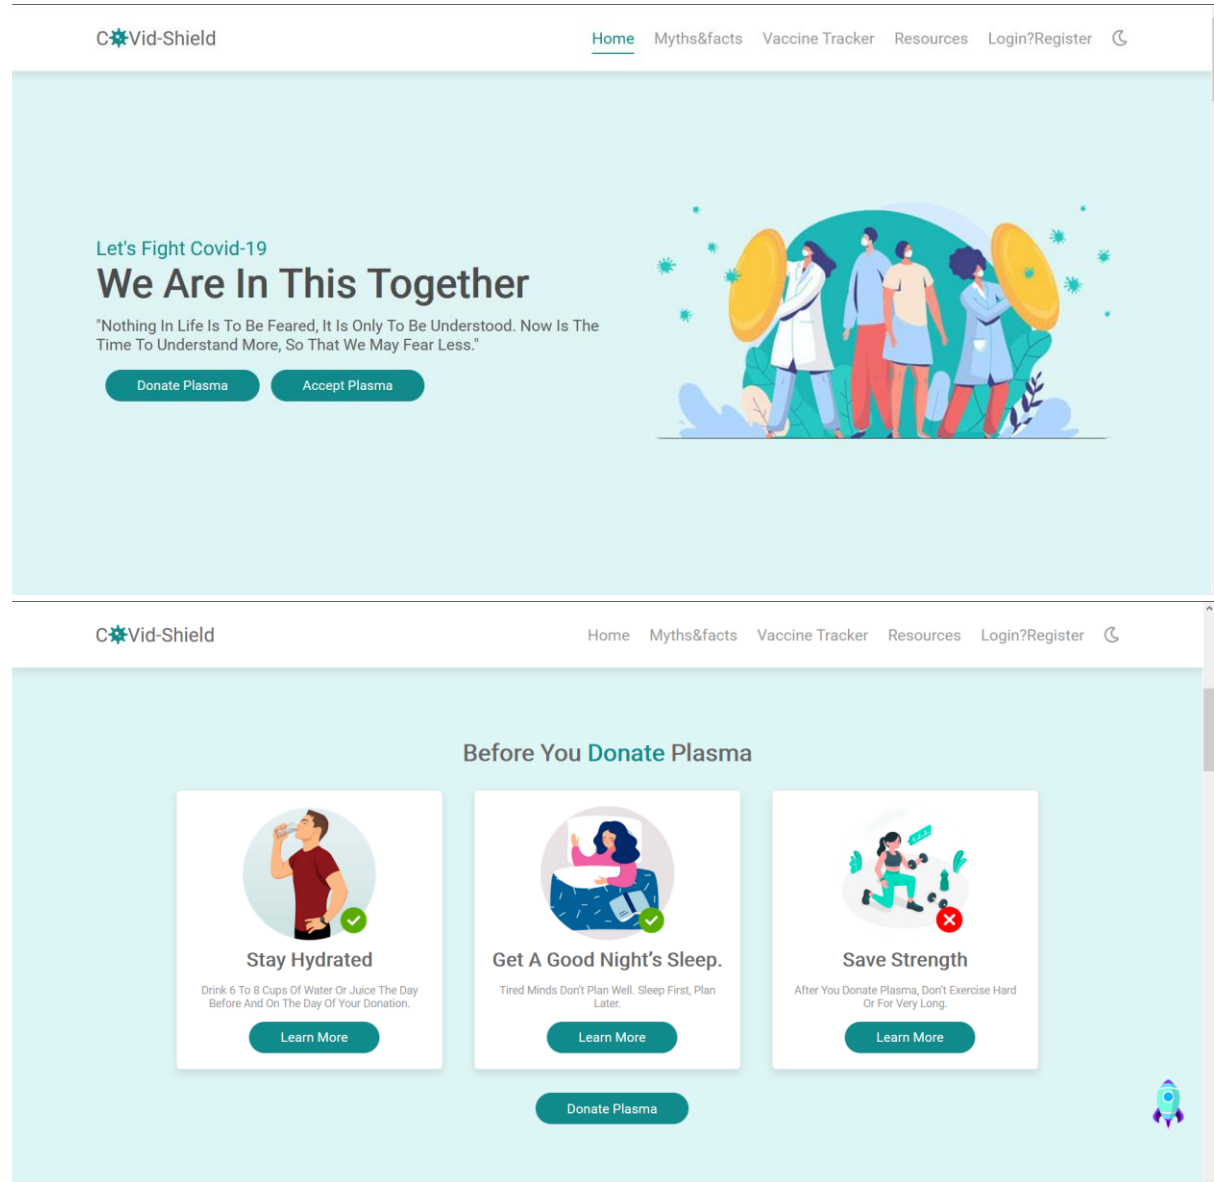 C Vid-Shield
Home Myths&facts Vaccine Tracker Resources Login?Register
Let's Fight Covid-19
We Are In This Together
"Nothing In Life Is To Be Feared, It Is Only To Be Understood. Now Is The
Time To Understand More, So That We May Fear Less."
Donate Plasma Accept Plasma
C Vid-Shield
Home Myths&facts Vaccine Tracker Resources Login?Register
Before You Donate Plasma
Stay Hydrated
Drink 6 To 8 Cups Of Water Or Juice The Day
Before And On The Day Of Your Donation.
Learn More
Get A Good Night's Sleep.
Tired Minds Don't Plan Well. Sleep First, Plan
Later.
Learn More
Save Strength
After You Donate Plasma, Don't Exercise Hard
Or For Very Long.
Learn More
Donate Plasma